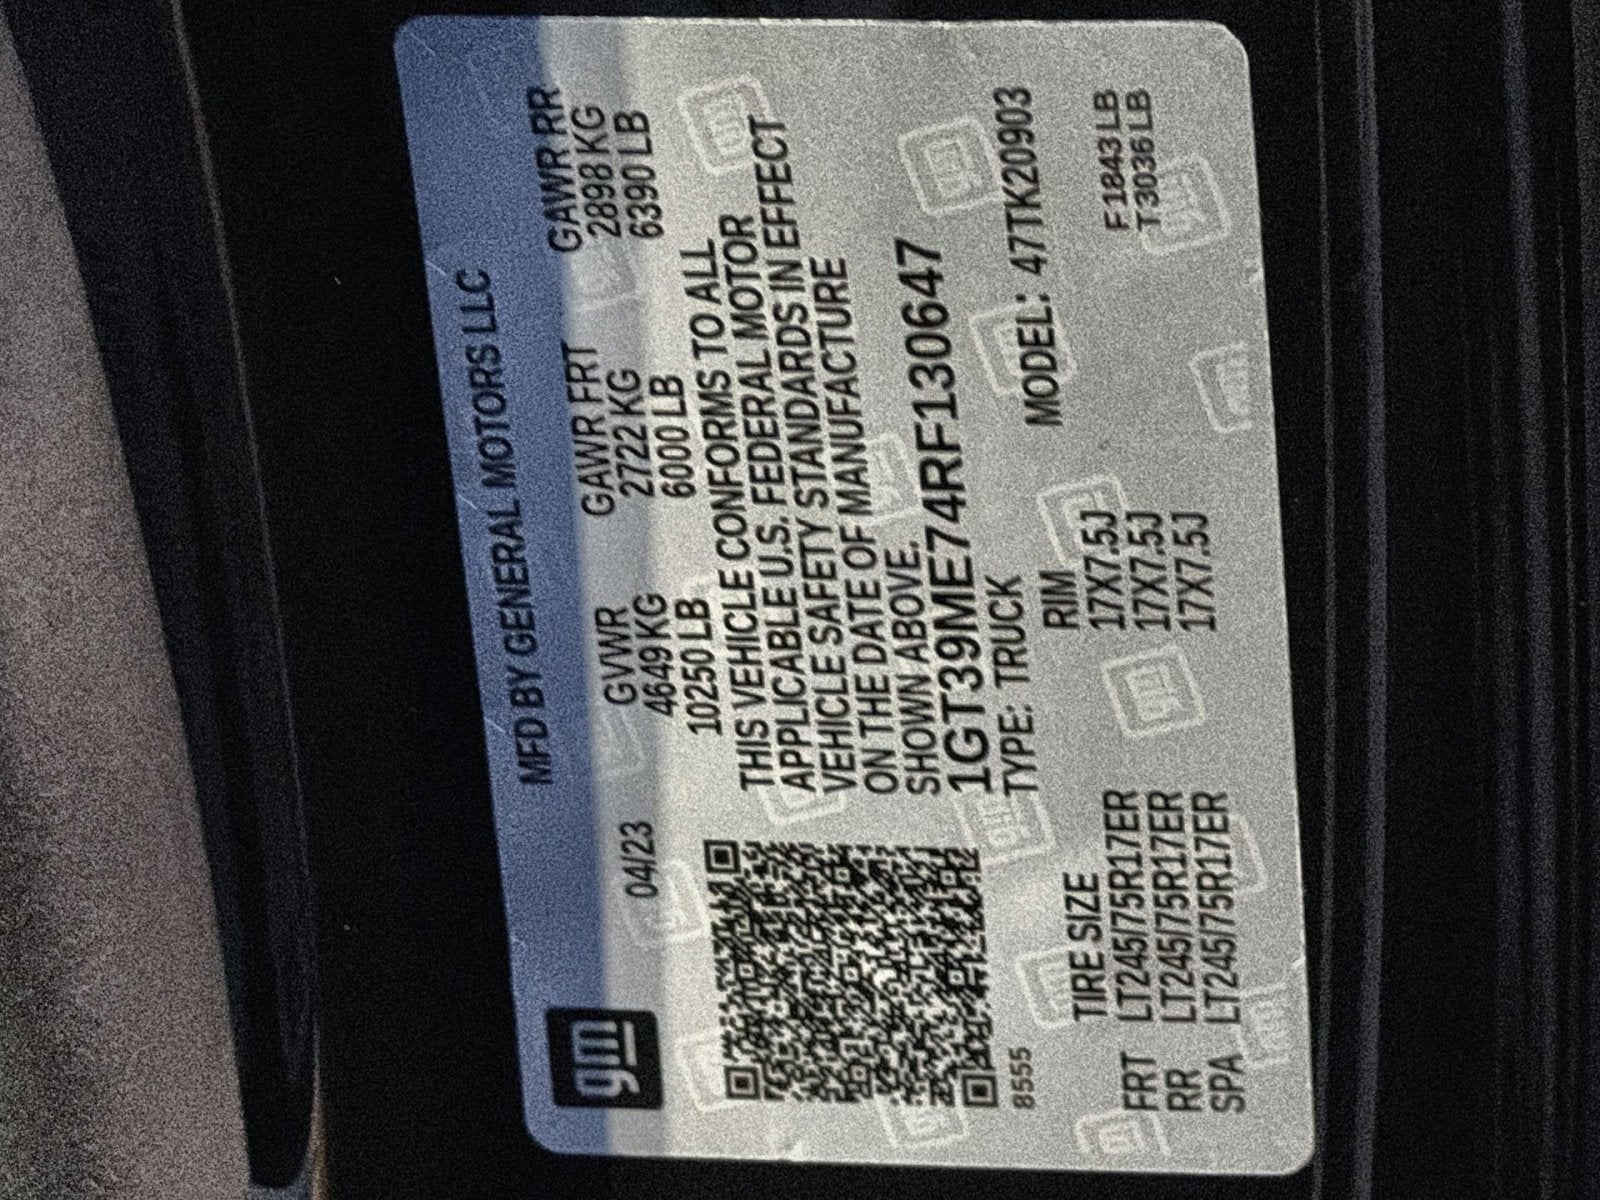 gm
MFD BY GENERAL MOTORS LLC
04/23 GVWR GAWR FRT GAWR RR
4649 KG 2722 KG 2898 KG
10250 LB 6000 LB 6390 LB
THIS VEHICLE CONFORMS TO ALL
APPLICABLE U.S. FEDERAL MOTOR
VEHICLE SAFETY STANDARDS IN EFFECT
ON THE DATE OF MANUFACTURE
SHOWN ABOVE.
1GT39ME74RF130647
TYPE: TRUCK MODEL: 47TK20903
8555
TIRE SIZE RIM
FRT LT245/75R17ER 17X7.5J F1843LB
RR LT245/75R17ER 17X7.5J T3036LB
SPA LT245/75R17ER 17X7.5J